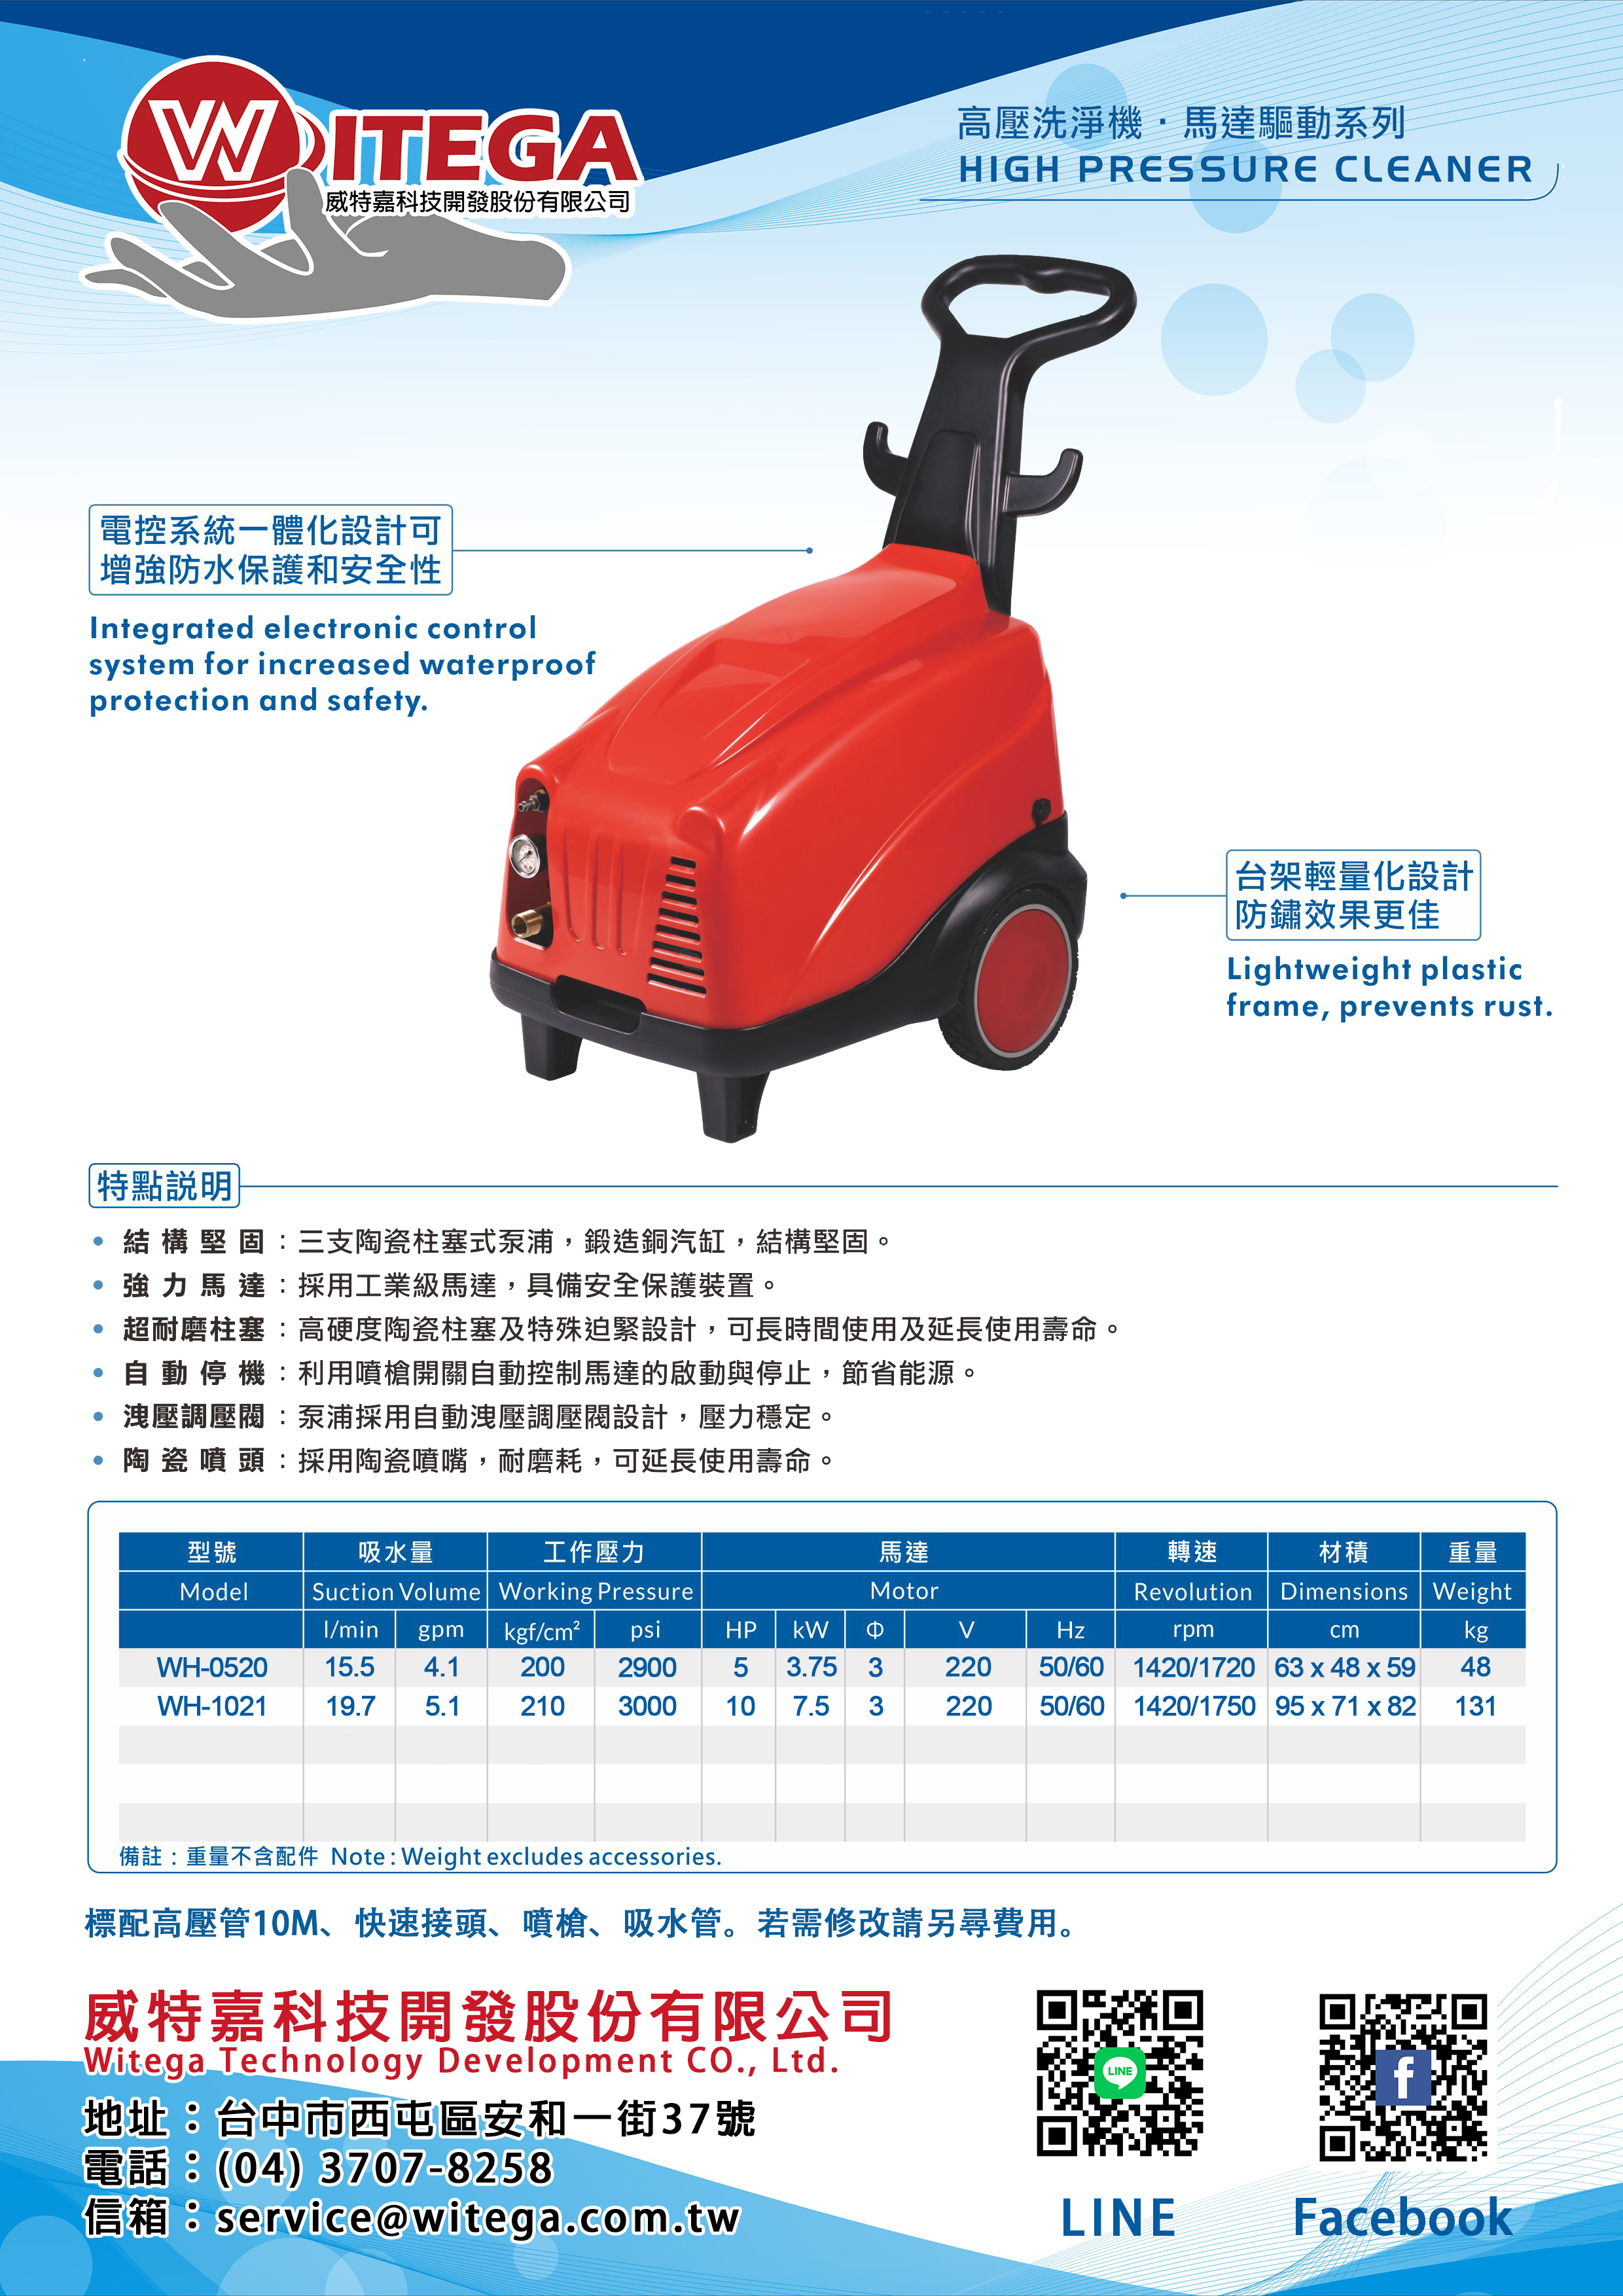 WITEGA
威特嘉科技開發股份有限公司
高壓洗淨機·馬達驅動系列
HIGH PRESSURE CLEANER
電控系統一體化設計可
增強防水保護和安全性
Integrated electronic control
system for increased waterproof
protection and safety.
台架輕量化設計
防鏽效果更佳
Lightweight plastic
frame, prevents rust.
特點説明
• 結構堅固：三支陶瓷柱塞式泵浦，鍛造銅汽缸，結構堅固。
• 強力馬達：採用工業級馬達，具備安全保護裝置。
• 超耐磨柱塞：高硬度陶瓷柱塞及特殊迫緊設計，可長時間使用及延長使用壽命。
• 自動停機：利用噴槍開關自動控制馬達的啟動與停止，節省能源。
• 洩壓調壓閥：泵浦採用自動洩壓調壓閥設計，壓力穩定。
• 陶瓷噴頭：採用陶瓷噴嘴，耐磨耗，可延長使用壽命。
型號 吸水量 工作壓力 馬達 轉速 材積 重量
Model Suction Volume Working Pressure Motor Revolution Dimensions Weight
l/min gpm kgf/cm² psi HP kW Φ V Hz rpm cm kg
WH-0520 15.5 4.1 200 2900 5 3.75 3 220 50/60 1420/1720 63 x 48 x 59 48
WH-1021 19.7 5.1 210 3000 10 7.5 3 220 50/60 1420/1750 95 x 71 x 82 131
備註：重量不含配件 Note : Weight excludes accessories.
標配高壓管10M、快速接頭、噴槍、吸水管。若需修改請另尋費用。
威特嘉科技開發股份有限公司
Witega Technology Development CO., Ltd.
地址：台中市西屯區安和一街37號
電話：(04) 3707-8258
信箱：service@witega.com.tw
LINE
LINE
f
Facebook